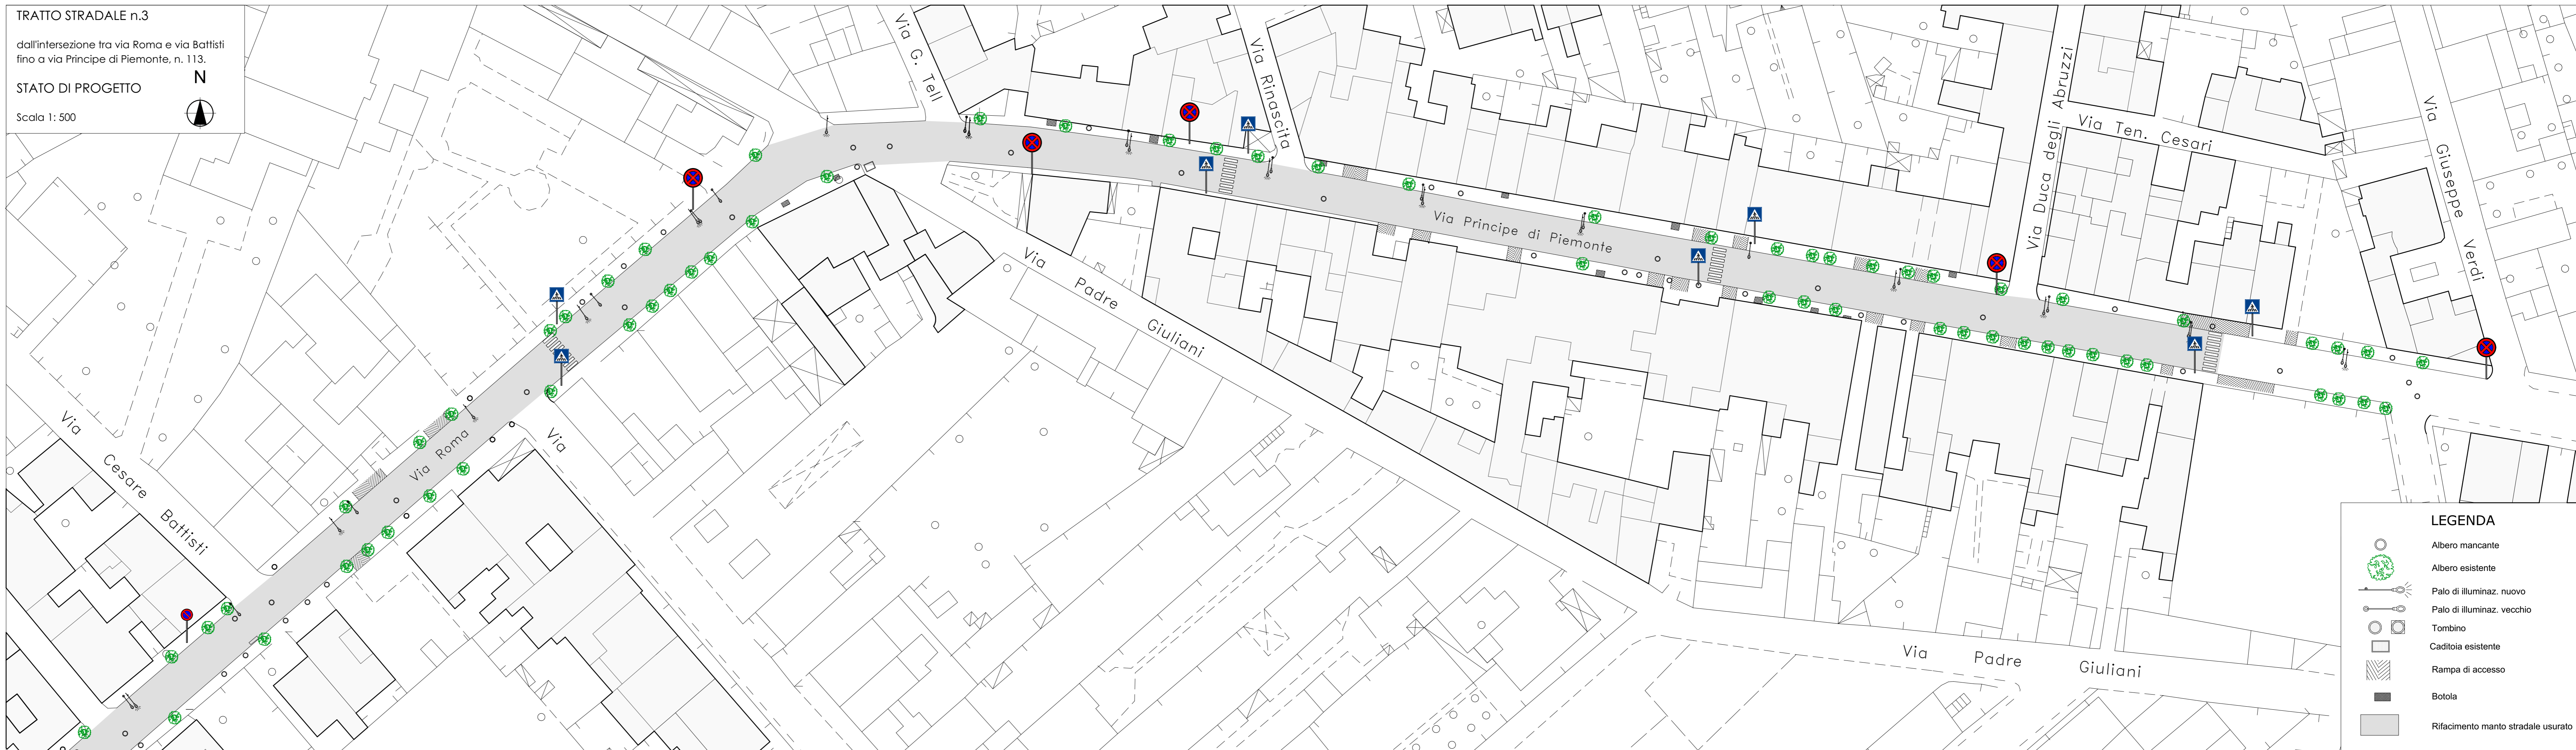 TRATTO STRADALE n.3
dall'intersezione tra via Roma e via Battisti
fino a via Principe di Piemonte, n. 113.
N
STATO DI PROGETTO
Scala 1: 500
Via G. Tell
Via Rinascita
Via Duca degli Abruzzi
Via Ten. Cesari
Via Giuseppe Verdi
Via Principe di Piemonte
Via Padre Giuliani
Via Roma
Via
Via Cesare Battisti
Via Padre Giuliani
LEGENDA
Albero mancante
Albero esistente
Palo di illuminaz. nuovo
Palo di illuminaz. vecchio
Tombino
Caditoia esistente
Rampa di accesso
Botola
Rifacimento manto stradale usurato